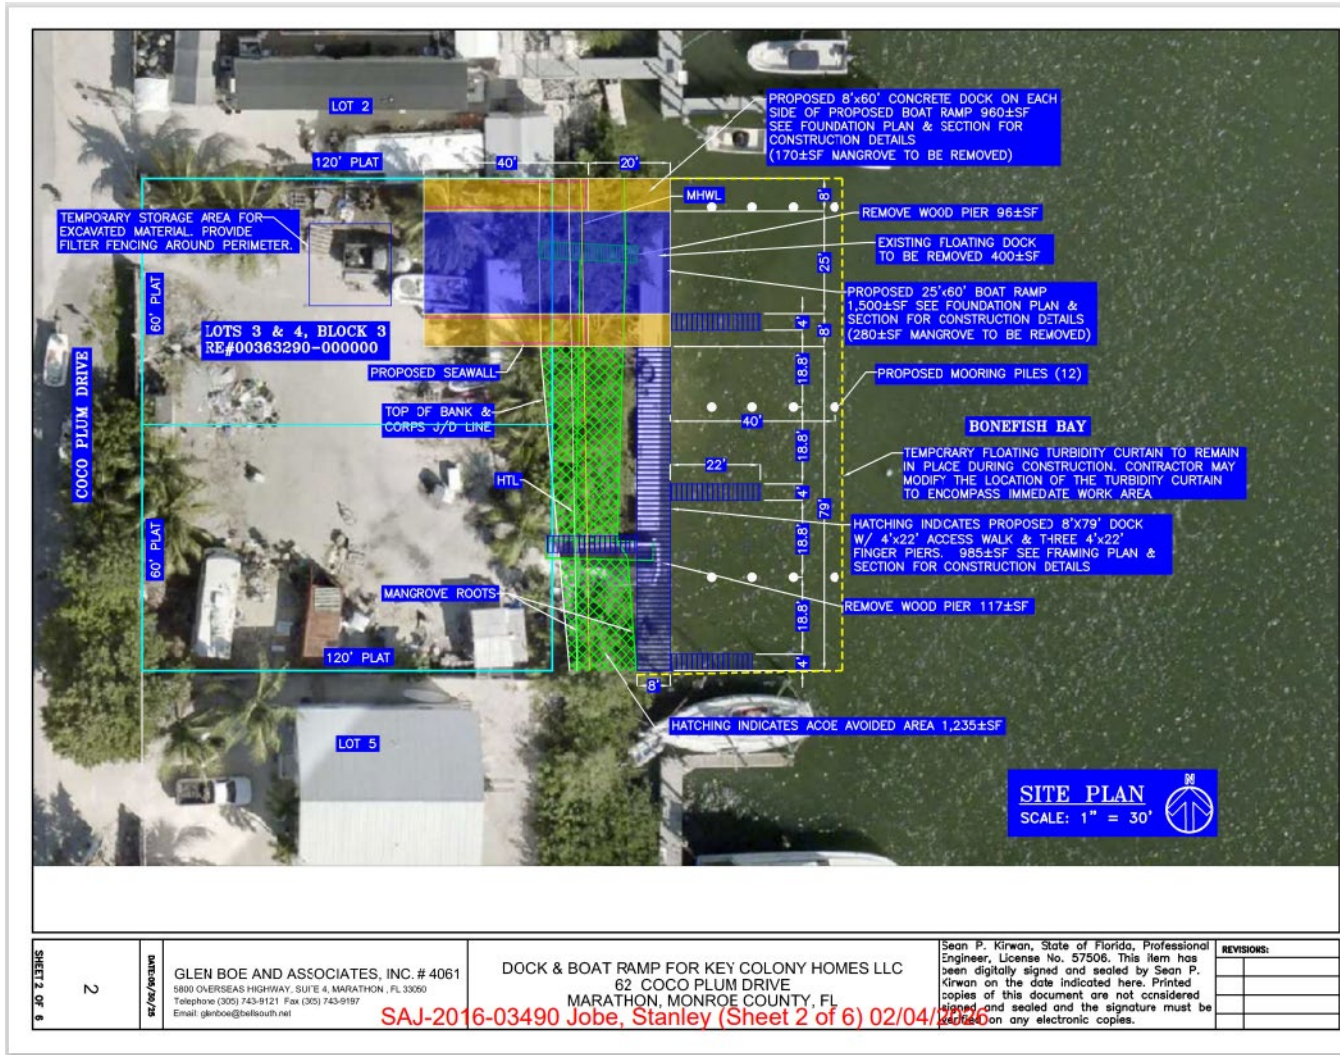 LOT 2
PROPOSED 8'x60' CONCRETE DOCK ON EACH
SIDE OF PROPOSED BOAT RAMP 960±SF
SEE FOUNDATION PLAN & SECTION FOR
CONSTRUCTION DETAILS
(170±SF MANGROVE TO BE REMOVED)
120' PLAT
40'
20'
MHWL
8'
TEMPORARY STORAGE AREA FOR
EXCAVATED MATERIAL. PROVIDE
FILTER FENCING AROUND PERIMETER.
REMOVE WOOD PIER 96±SF
EXISTING FLOATING DOCK
TO BE REMOVED 400±SF
25'
60' PLAT
PROPOSED 25'x60' BOAT RAMP
1,500±SF SEE FOUNDATION PLAN &
SECTION FOR CONSTRUCTION DETAILS
(280±SF MANGROVE TO BE REMOVED)
LOTS 3 & 4, BLOCK 3
RE#00363290-000000
4'
8'
COCO PLUM DRIVE
PROPOSED SEAWALL
18.8'
PROPOSED MOORING PILES (12)
TOP OF BANK &
CORPS J/D LINE
40'
BONEFISH BAY
18.8'
TEMPORARY FLOATING TURBIDITY CURTAIN TO REMAIN
IN PLACE DURING CONSTRUCTION. CONTRACTOR MAY
MODIFY THE LOCATION OF THE TURBIDITY CURTAIN
TO ENCOMPASS IMMEDATE WORK AREA
22'
HTL
4'
79'
HATCHING INDICATES PROPOSED 8'X79' DOCK
W/ 4'x22' ACCESS WALK & THREE 4'x22'
FINGER PIERS. 985±SF SEE FRAMING PLAN &
SECTION FOR CONSTRUCTION DETAILS
18.8'
60' PLAT
MANGROVE ROOTS
REMOVE WOOD PIER 117±SF
18.8'
120' PLAT
4'
8'
HATCHING INDICATES ACOE AVOIDED AREA 1,235±SF
LOT 5
SITE PLAN
SCALE: 1" = 30'
N
SHEET 2 OF 6
2
DATE:05/30/25
GLEN BOE AND ASSOCIATES, INC. # 4061
5800 OVERSEAS HIGHWAY, SUITE 4, MARATHON , FL 33050
Telephone (305) 743-9121 Fax (305) 743-9197
Email: glenboe@bellsouth.net
DOCK & BOAT RAMP FOR KEY COLONY HOMES LLC
62 COCO PLUM DRIVE
MARATHON, MONROE COUNTY, FL
SAJ-2016-03490 Jobe, Stanley (Sheet 2 of 6) 02/04/2026
Sean P. Kirwan, State of Florida, Professional
Engineer, License No. 57506. This item has
been digitally signed and sealed by Sean P.
Kirwan on the date indicated here. Printed
copies of this document are not considered
signed and sealed and the signature must be
verified on any electronic copies.
REVISIONS: